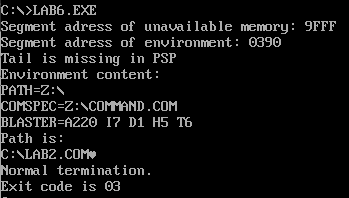 C:\>LAB6.EXE
Segment adress of unavailable memory: 9FFF
Segment adress of environment: 0390
Tail is missing in PSP
Environment content:
PATH=Z:\
COMSPEC=Z:\COMMAND.COM
BLASTER=A220 I7 D1 H5 T6
Path is:
C:\LAB2.COM♥
Normal termination.
Exit code is 03